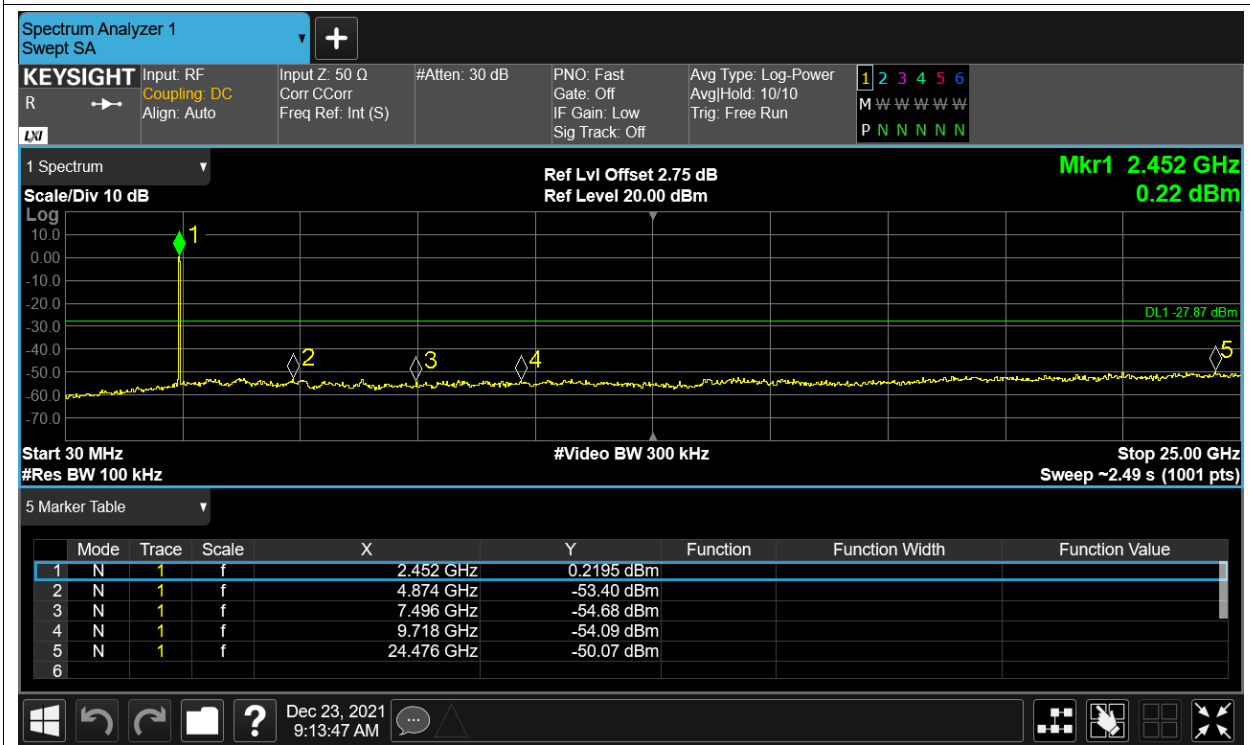 Spectrum Analyzer 1
Swept SA
KEYSIGHT
R
LXI
Input: RF
Coupling: DC
Align: Auto
Input Z: 50 Ω
Corr CCorr
Freq Ref: Int (S)
#Atten: 30 dB
PNO: Fast
Gate: Off
IF Gain: Low
Sig Track: Off
Avg Type: Log-Power
Avg|Hold: 10/10
Trig: Free Run
1 2 3 4 5 6
M W W W W W
P N N N N N
1 Spectrum
Scale/Div 10 dB
Ref Lvl Offset 2.75 dB
Ref Level 20.00 dBm
Mkr1 2.452 GHz
0.22 dBm
Log
10.0
0.00
-10.0
-20.0
-30.0
-40.0
-50.0
-60.0
-70.0
1
2
3
4
5
DL1 -27.87 dBm
Start 30 MHz
#Video BW 300 kHz
Stop 25.00 GHz
#Res BW 100 kHz
Sweep ~2.49 s (1001 pts)
5 Marker Table
Mode Trace Scale X Y Function Function Width Function Value
1 N 1 f 2.452 GHz 0.2195 dBm
2 N 1 f 4.874 GHz -53.40 dBm
3 N 1 f 7.496 GHz -54.68 dBm
4 N 1 f 9.718 GHz -54.09 dBm
5 N 1 f 24.476 GHz -50.07 dBm
6
?
Dec 23, 2021
9:13:47 AM